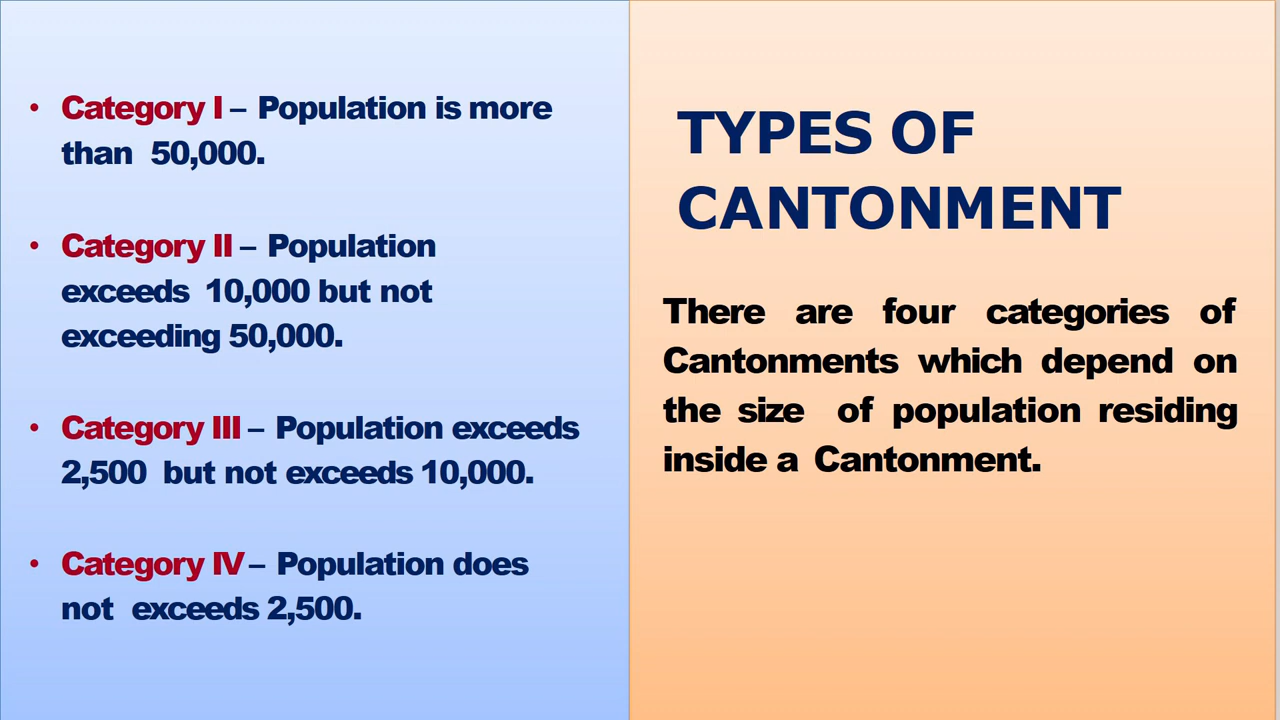 • Category I – Population is more
than 50,000.
• Category II – Population
exceeds 10,000 but not
exceeding 50,000.
• Category III – Population exceeds
2,500 but not exceeds 10,000.
• Category IV – Population does
not exceeds 2,500.
TYPES OF
CANTONMENT
There are four categories of
Cantonments which depend on
the size of population residing
inside a Cantonment.